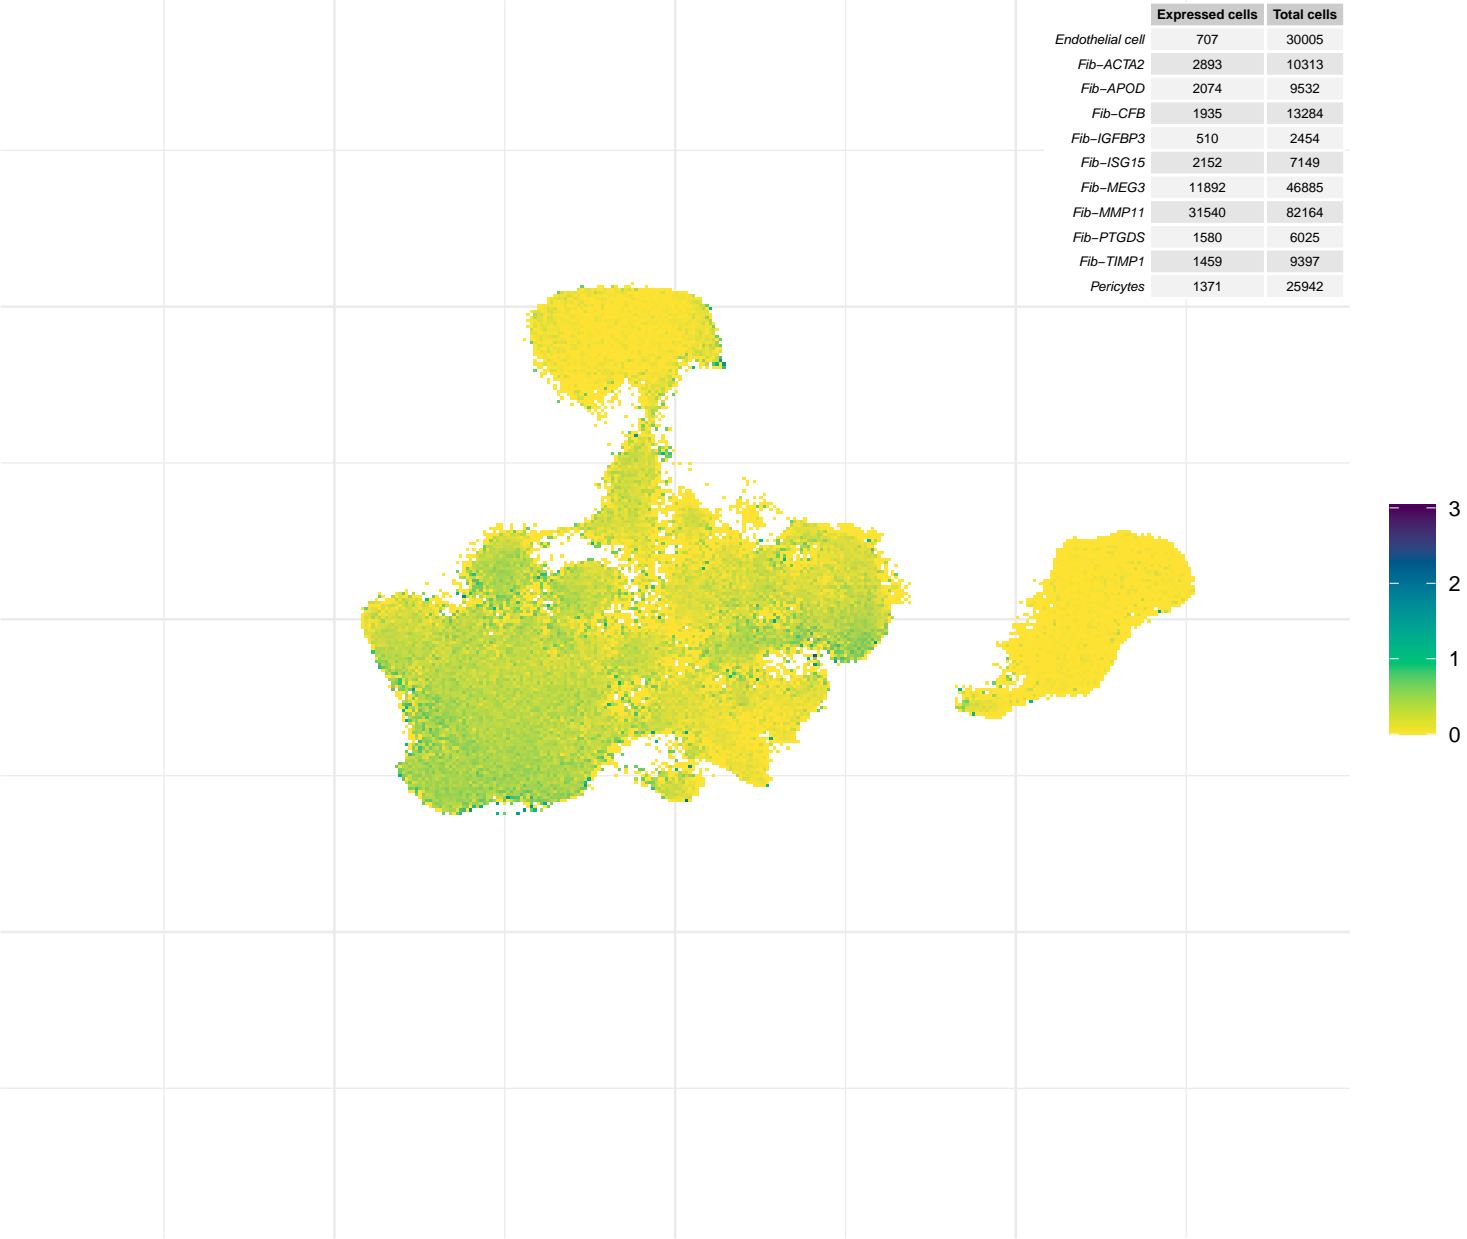 Expressed cells Total cells
Endothelial cell 707 30005
Fib−ACTA2 2893 10313
Fib−APOD 2074 9532
Fib−CFB 1935 13284
Fib−IGFBP3 510 2454
Fib−ISG15 2152 7149
Fib−MEG3 11892 46885
Fib−MMP11 31540 82164
Fib−PTGDS 1580 6025
Fib−TIMP1 1459 9397
Pericytes 1371 25942
3
2
1
0